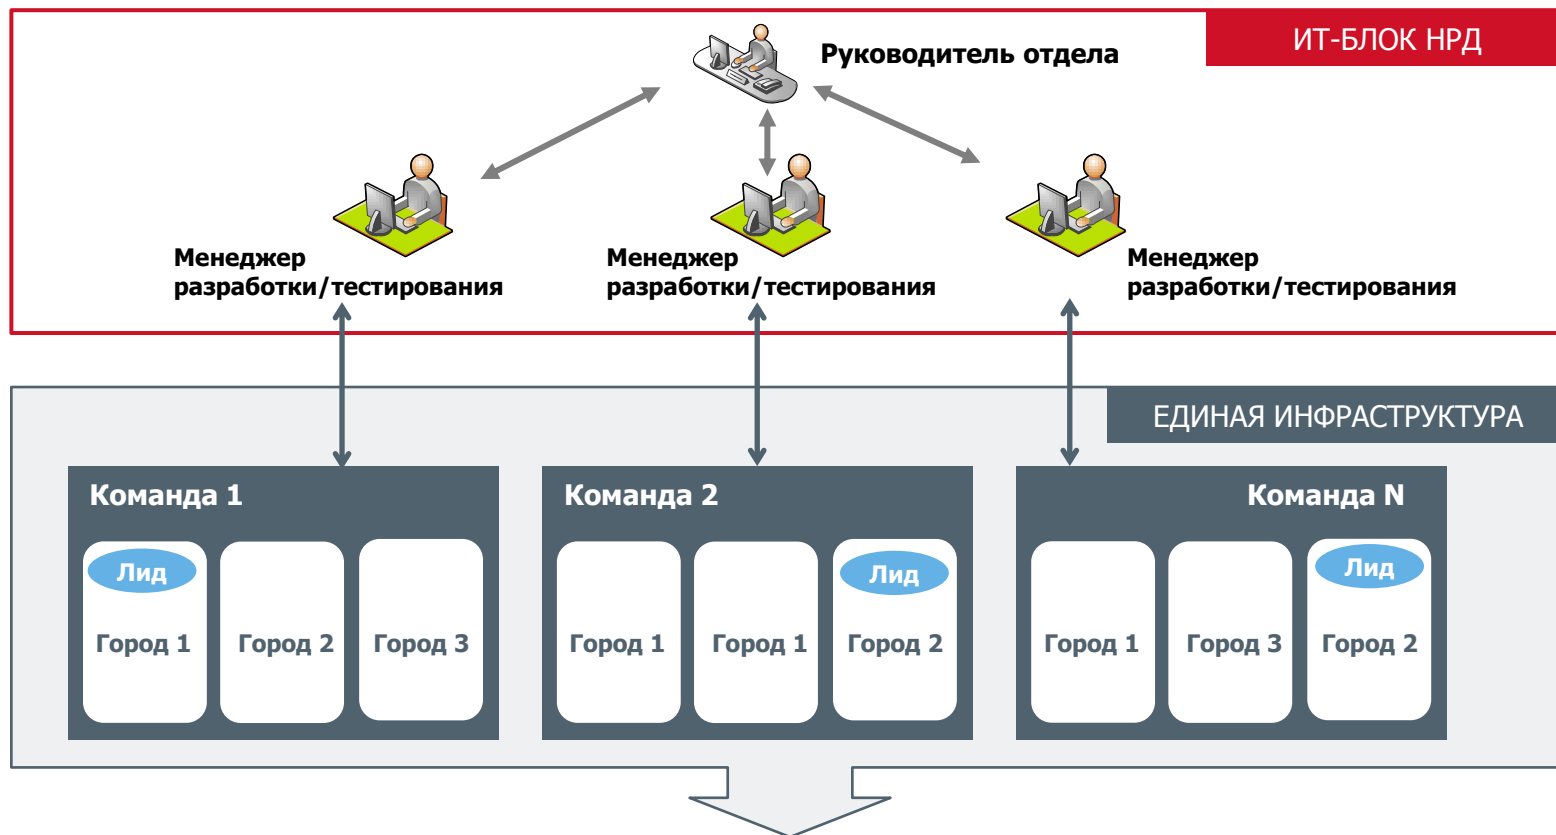 ИТ-БЛОК НРД
Руководитель отдела
Менеджер
разработки/тестирования
Менеджер
разработки/тестирования
Менеджер
разработки/тестирования
ЕДИНАЯ ИНФРАСТРУКТУРА
Команда 1
Лид
Город 1
Город 2
Город 3
Команда 2
Город 1
Город 1
Лид
Город 2
Команда N
Город 1
Город 3
Лид
Город 2